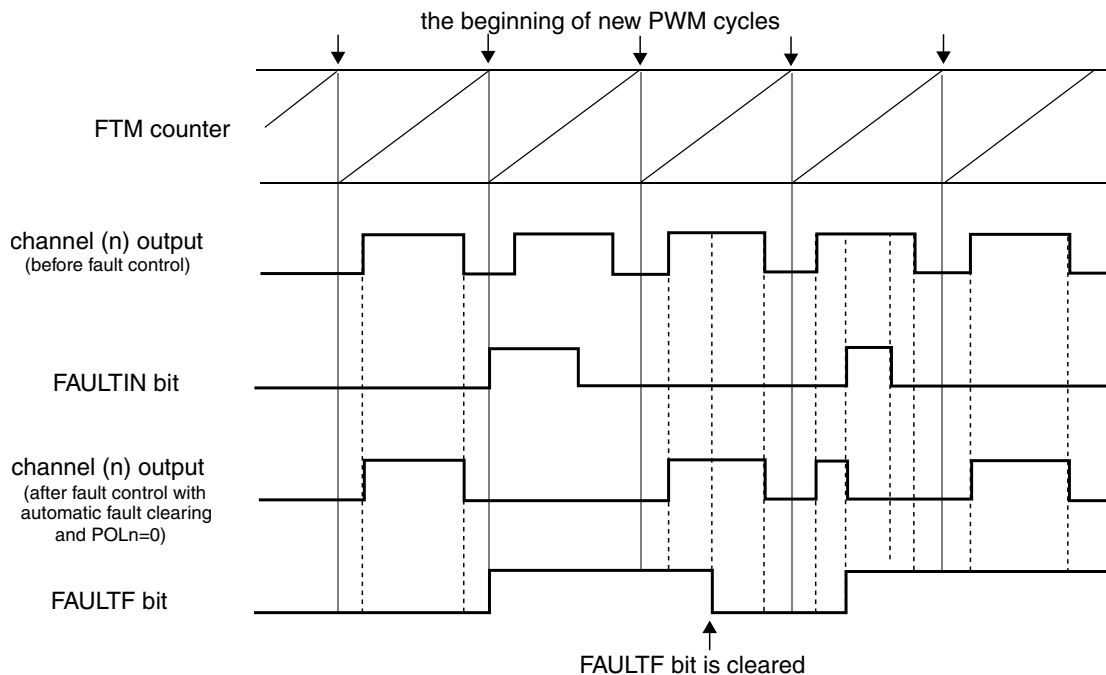 the beginning of new PWM cycles
FTM counter
channel (n) output
(before fault control)
FAULTIN bit
channel (n) output
(after fault control with
automatic fault clearing
and POLn=0)
FAULTF bit
FAULTF bit is cleared